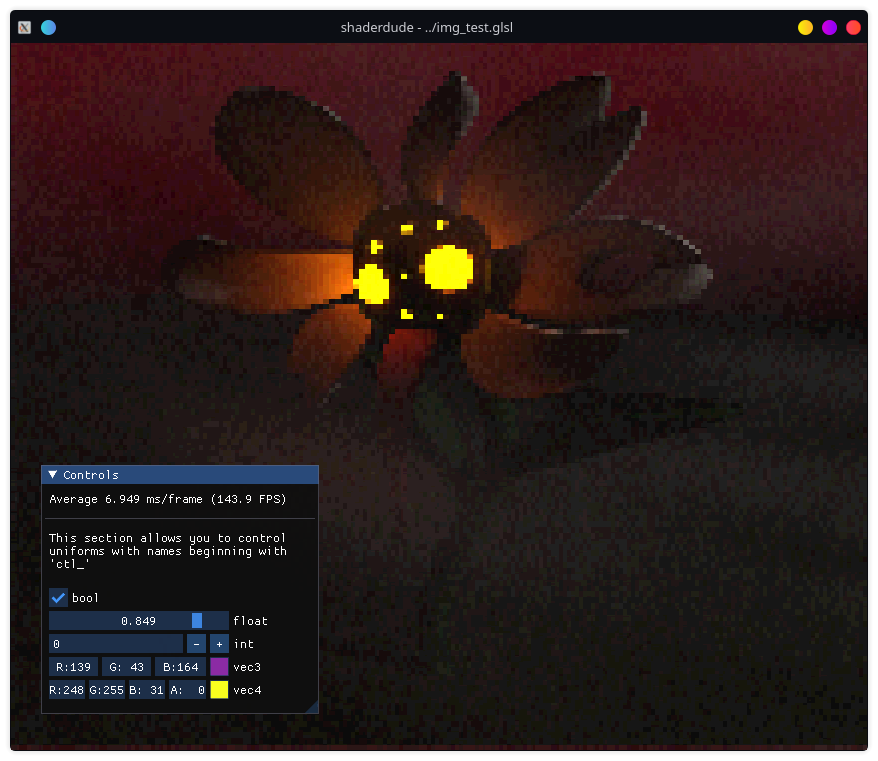 shaderdude - ../img_test.glsl
Controls
Average 6.949 ms/frame (143.9 FPS)
This section allows you to control
uniforms with names beginning with
'ctl_'
bool
0.849 float
0 - + int
R:139 G: 43 B:164 vec3
R:248 G:255 B: 31 A: 0 vec4